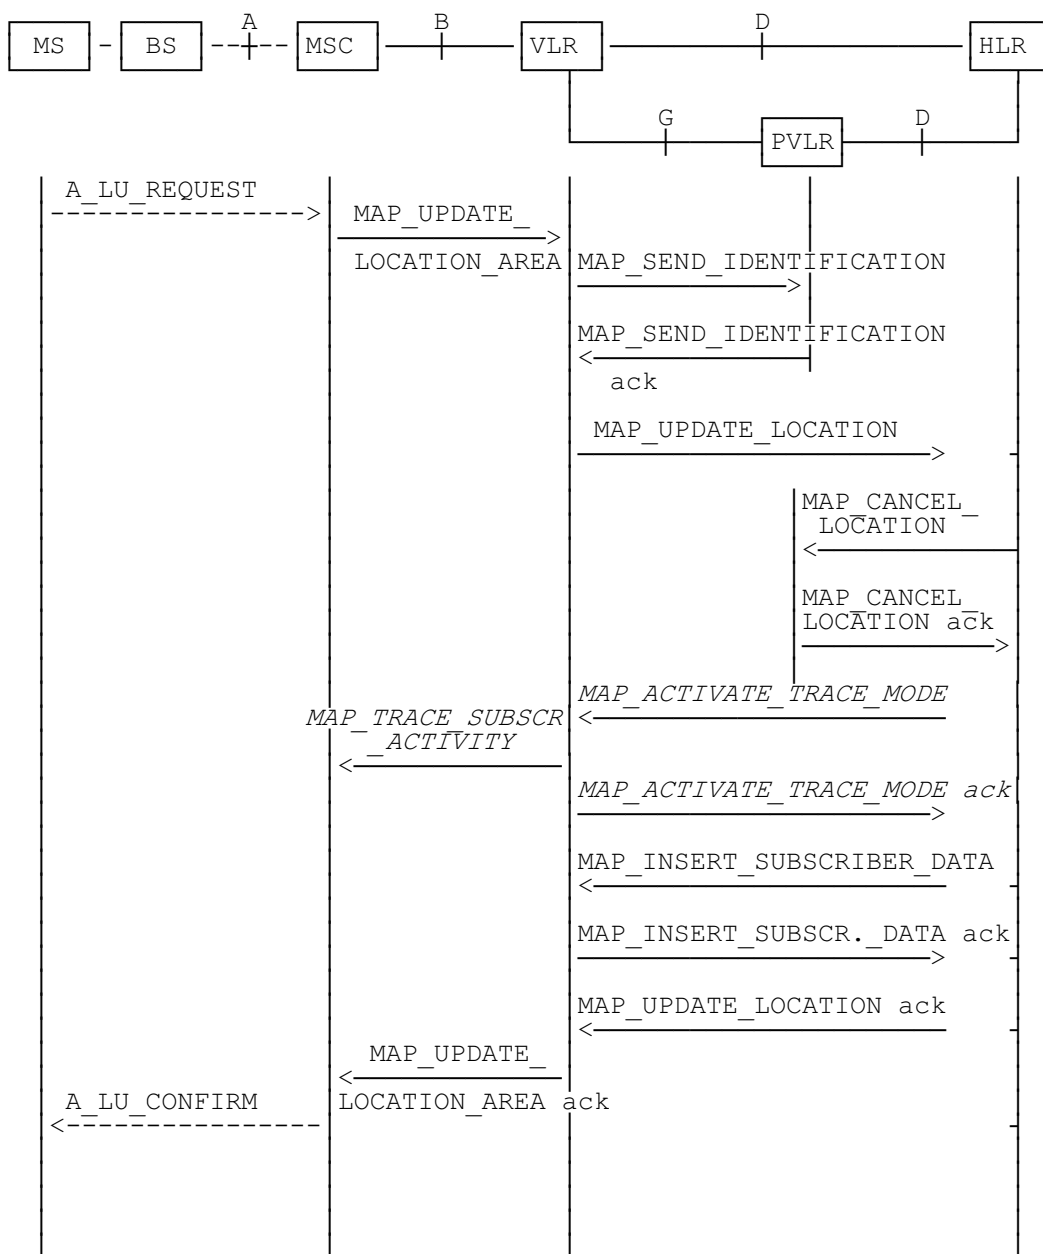 A B D
MS BS MSC VLR HLR
G D
PVLR
A_LU_REQUEST
MAP_UPDATE_
LOCATION_AREA MAP_SEND_IDENTIFICATION
MAP_SEND_IDENTIFICATION
ack
MAP_UPDATE_LOCATION
MAP_CANCEL_
LOCATION
MAP_CANCEL_
LOCATION ack
MAP_ACTIVATE_TRACE_MODE
MAP_TRACE_SUBSCR
_ACTIVITY
MAP_ACTIVATE_TRACE_MODE ack
MAP_INSERT_SUBSCRIBER_DATA
MAP_INSERT_SUBSCR._DATA ack
MAP_UPDATE_LOCATION ack
MAP_UPDATE_
A_LU_CONFIRM LOCATION_AREA ack